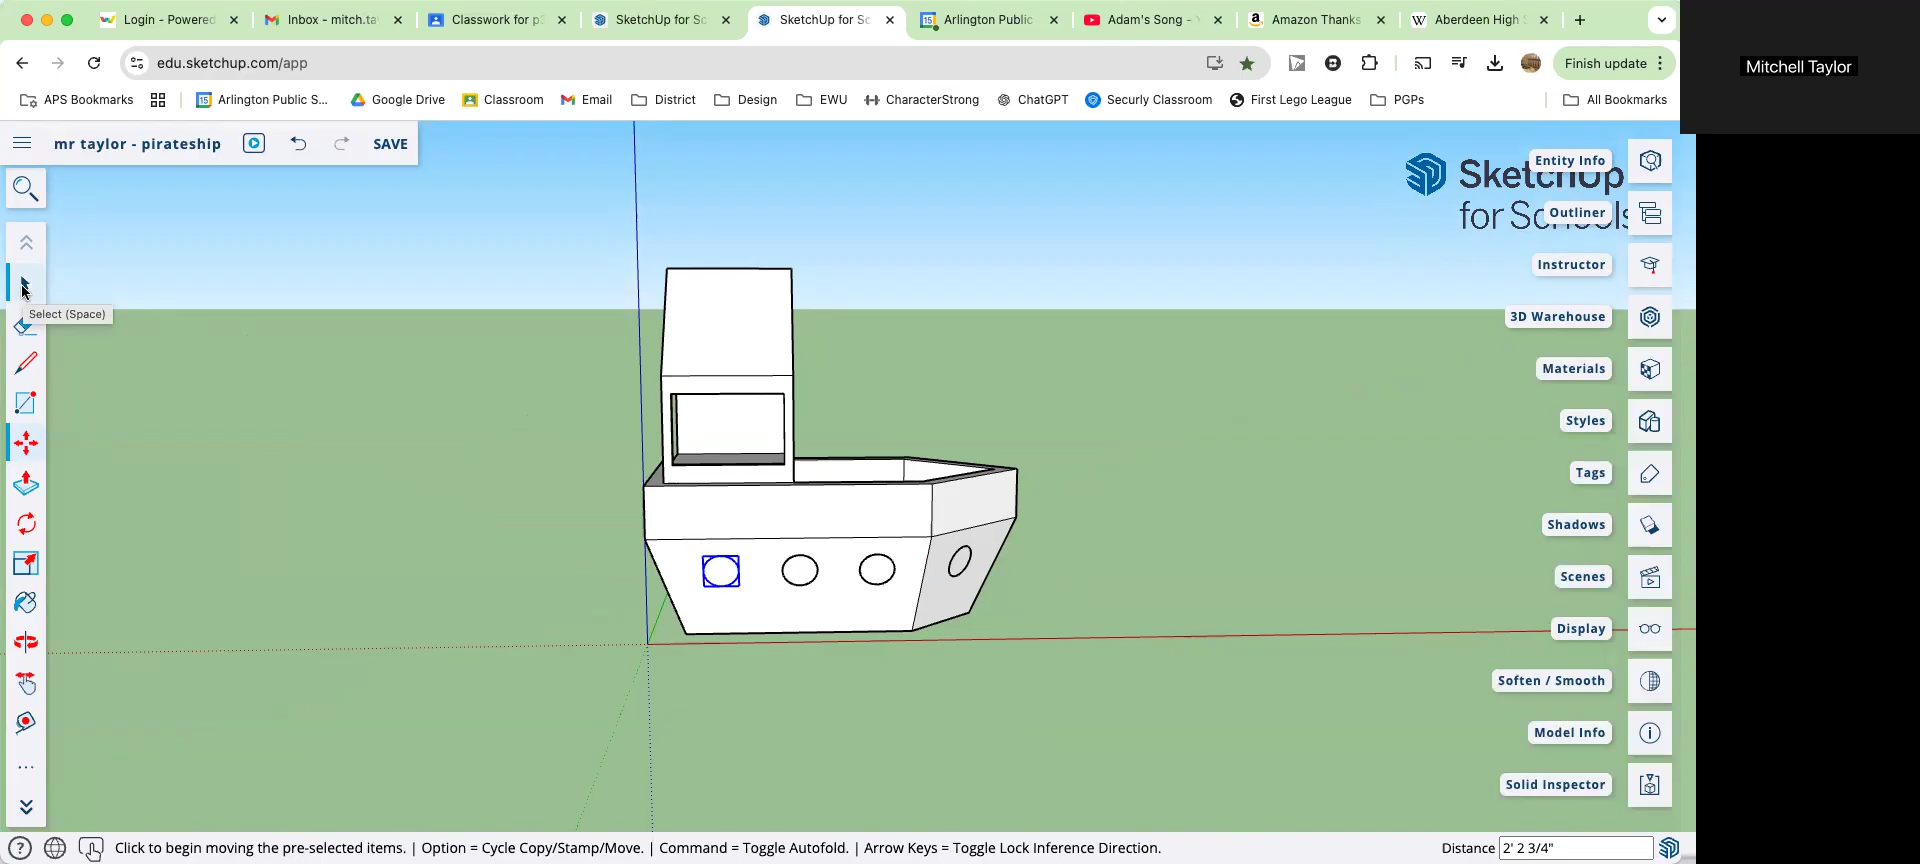 Login - Powered
Inbox - mitch.ta
Classwork for p
SketchUp for Sc
SketchUp for Sc
Arlington Public
Adam's Song -
Amazon Thanks
Aberdeen High
edu.sketchup.com/app
Finish update
APS Bookmarks
Arlington Public S...
Google Drive
Classroom
Email
District
Design
EWU
CharacterStrong
ChatGPT
Securly Classroom
First Lego League
PGPs
All Bookmarks
Mitchell Taylor
mr taylor - pirateship
SAVE
SketchUp
for Schools
Entity Info
Outliner
Instructor
3D Warehouse
Materials
Styles
Tags
Shadows
Scenes
Display
Soften / Smooth
Model Info
Solid Inspector
Select (Space)
Click to begin moving the pre-selected items. | Option = Cycle Copy/Stamp/Move. | Command = Toggle Autofold. | Arrow Keys = Toggle Lock Inference Direction.
Distance 2' 2 3/4"